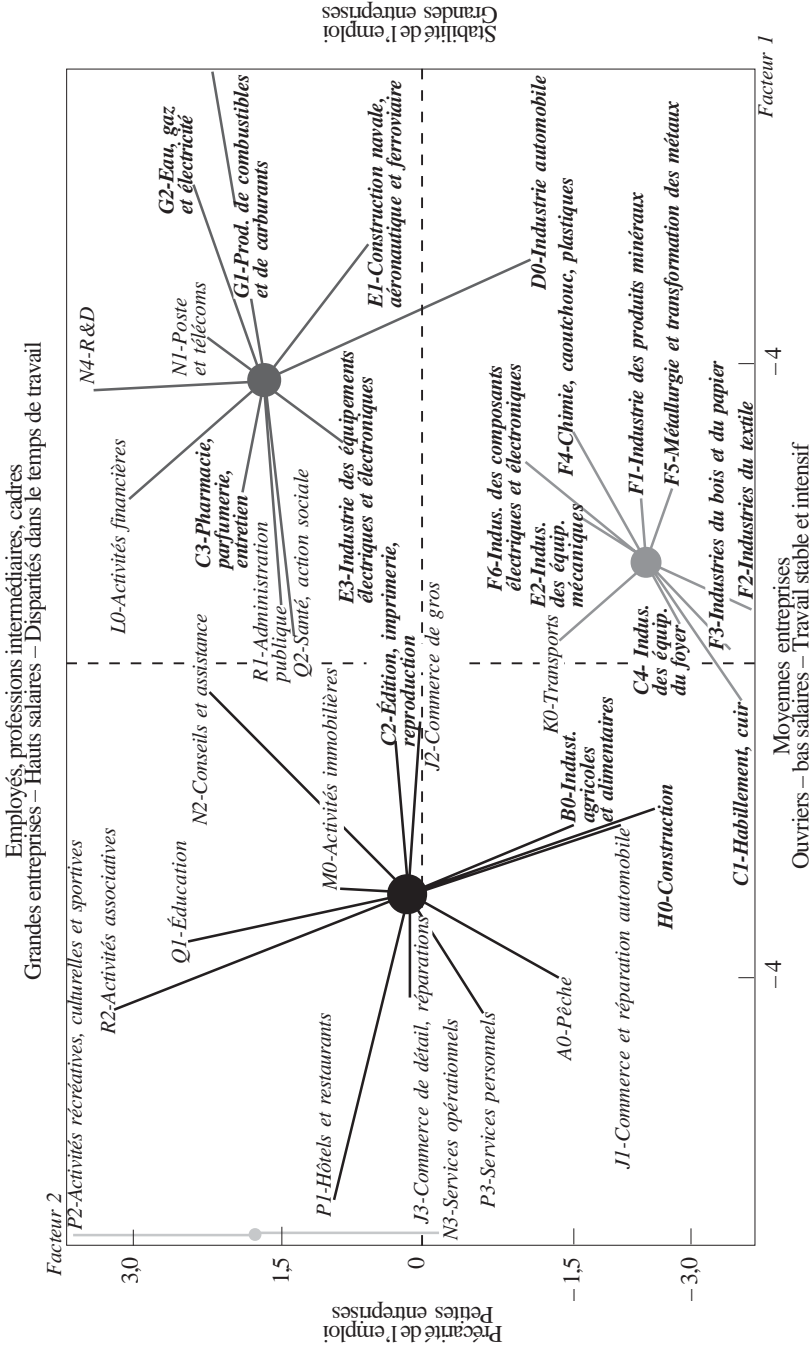 Employés, professions intermédiaires, cadres
Grandes entreprises – Hauts salaires – Disparités dans le temps de travail
Facteur 2
P2-Activités récréatives, culturelles et sportives
R2-Activités associatives
Q1-Éducation
N2-Conseils et assistance
L0-Activités financières
N4-R&D
N1-Poste
et télécoms
G2-Eau, gaz
et électricité
G1-Prod. de combustibles
et de carburants
C3-Pharmacie,
parfumerie,
entretien
R1-Administration
publique
Q2-Santé, action sociale
E1-Construction navale,
aéronautique et ferroviaire
E3-Industrie des équipements
électriques et électroniques
M0-Activités immobilières
P1-Hôtels et restaurants
C2-Édition, imprimerie,
reproduction
J2-Commerce de gros
J3-Commerce de détail, réparations
N3-Services opérationnels
P3-Services personnels
A0-Pêche
J1-Commerce et réparation automobile
B0-Indust.
agricoles
et alimentaires
H0-Construction
K0-Transports
D0-Industrie automobile
F6-Indus. des composants
électriques et électroniques
E2-Indus.
des équip.
mécaniques
F4-Chimie, caoutchouc, plastiques
F1-Industrie des produits minéraux
F5-Métallurgie et transformation des métaux
C4- Indus.
des équip.
du foyer
F3-Industries du bois et du papier
F2-Industries du textile
C1-Habillement, cuir
3,0
1,5
0
– 1,5
– 3,0
– 4
– 4
Facteur 1
Précarité de l'emploi
Petites entreprises
Stabilité de l'emploi
Grandes entreprises
Moyennes entreprises
Ouvriers – bas salaires – Travail stable et intensif